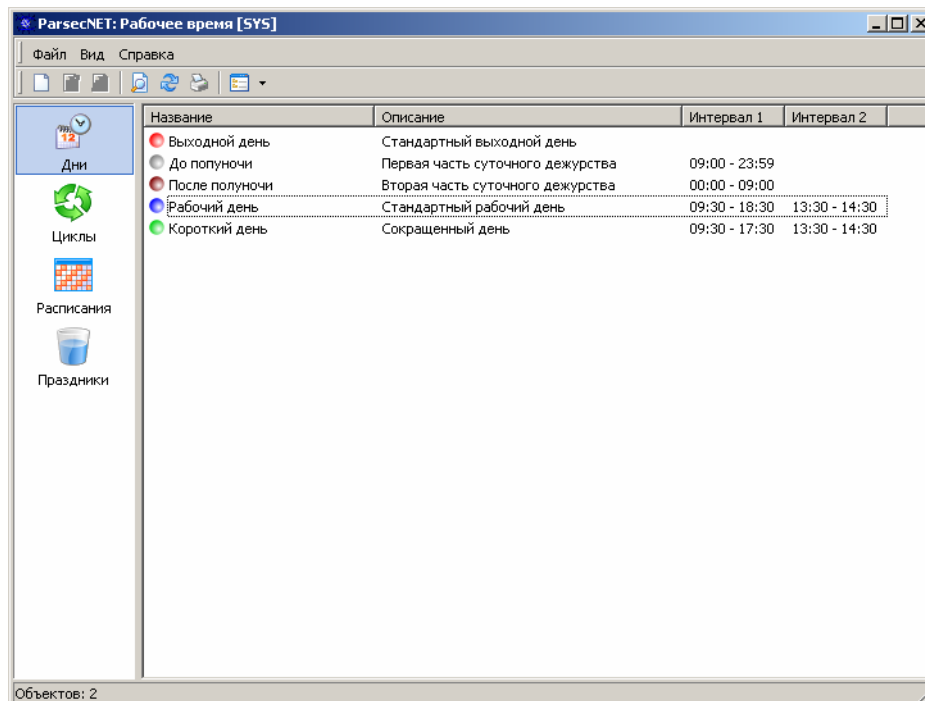 ParsecNET: Рабочее время [SYS]
Файл Вид Справка
Дни
Циклы
Расписания
Праздники
Название Описание Интервал 1 Интервал 2
Выходной день Стандартный выходной день
До попуночи Первая часть суточного дежурства 09:00 - 23:59
После полуночи Вторая часть суточного дежурства 00:00 - 09:00
Рабочий день Стандартный рабочий день 09:30 - 18:30 13:30 - 14:30
Короткий день Сокращенный день 09:30 - 17:30 13:30 - 14:30
Объектов: 2